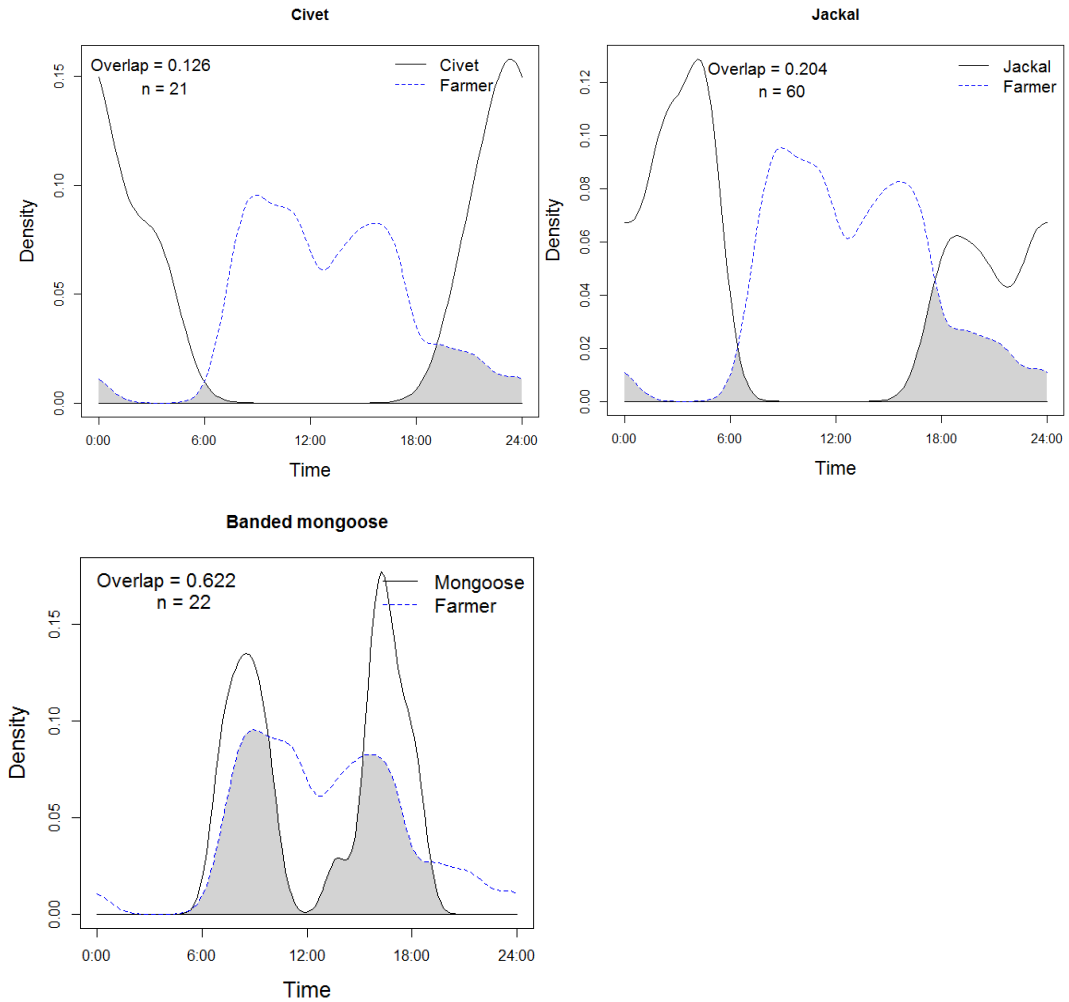 Civet
Overlap = 0.126
n = 21
Civet
Farmer
Density
0.00
0.05
0.10
0.15
0:00
6:00
12:00
18:00
24:00
Time
Jackal
Overlap = 0.204
n = 60
Jackal
Farmer
Density
0.00
0.02
0.04
0.06
0.08
0.10
0.12
0:00
6:00
12:00
18:00
24:00
Time
Banded mongoose
Overlap = 0.622
n = 22
Mongoose
Farmer
Density
0.00
0.05
0.10
0.15
0:00
6:00
12:00
18:00
24:00
Time